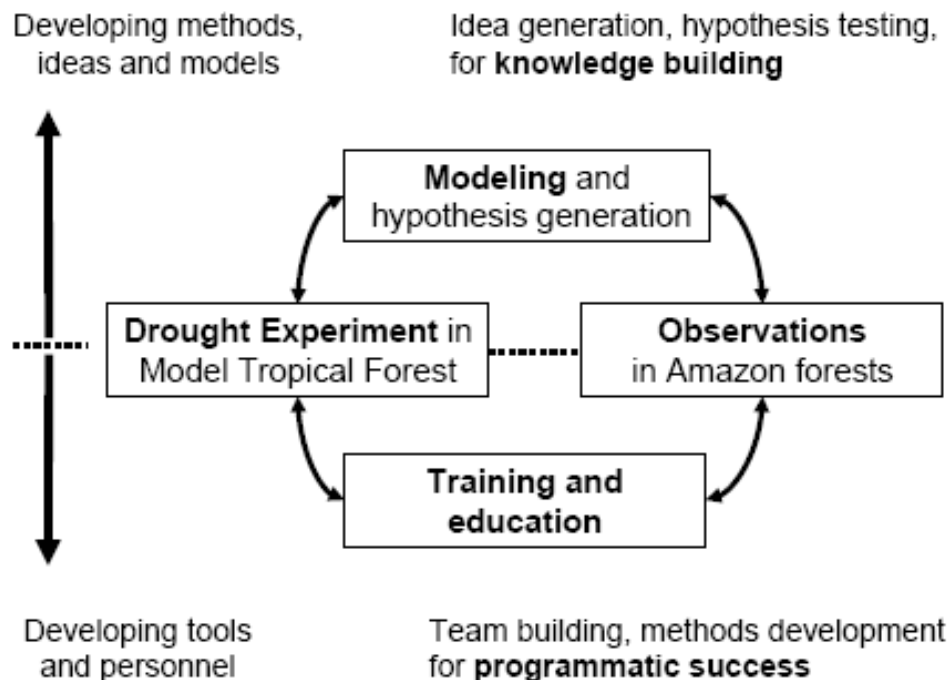 Developing methods,
ideas and models
Idea generation, hypothesis testing,
for knowledge building
Modeling and
hypothesis generation
Drought Experiment in
Model Tropical Forest
Observations
in Amazon forests
Training and
education
Developing tools
and personnel
Team building, methods development
for programmatic success